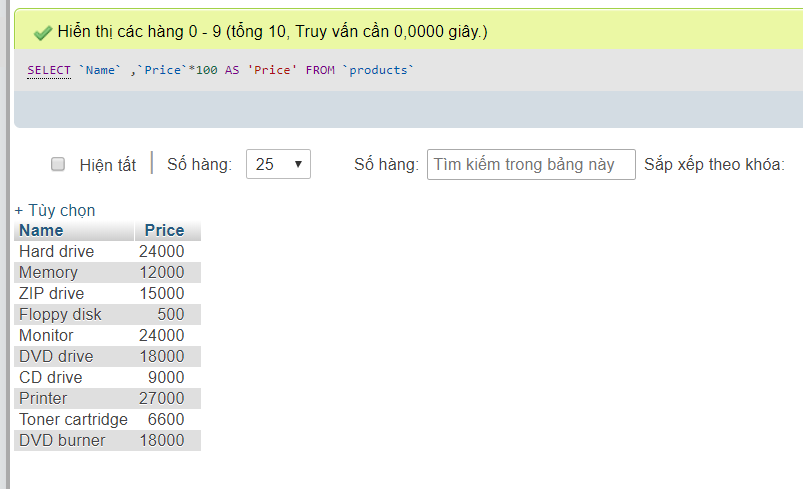 Hiển thị các hàng 0 - 9 (tổng 10, Truy vấn cần 0,0000 giây.)
SELECT `Name` ,`Price`*100 AS 'Price' FROM `products`
Hiện tất | Số hàng: 25 Số hàng: Tìm kiếm trong bảng này Sắp xếp theo khóa:
+ Tùy chọn
Name Price
Hard drive 24000
Memory 12000
ZIP drive 15000
Floppy disk 500
Monitor 24000
DVD drive 18000
CD drive 9000
Printer 27000
Toner cartridge 6600
DVD burner 18000